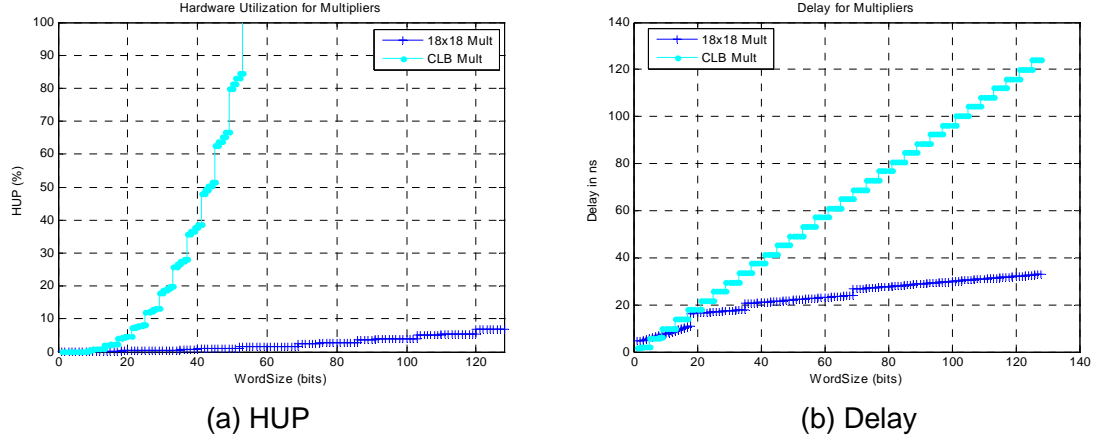 Hardware Utilization for Multipliers
100
90
80
70
60
50
40
30
20
10
0
HUP (%)
18x18 Mult
CLB Mult
0 20 40 60 80 100 120
WordSize (bits)
(a) HUP
Delay for Multipliers
140
120
100
80
60
40
20
0
Delay in ns
18x18 Mult
CLB Mult
0 20 40 60 80 100 120 140
WordSize (bits)
(b) Delay